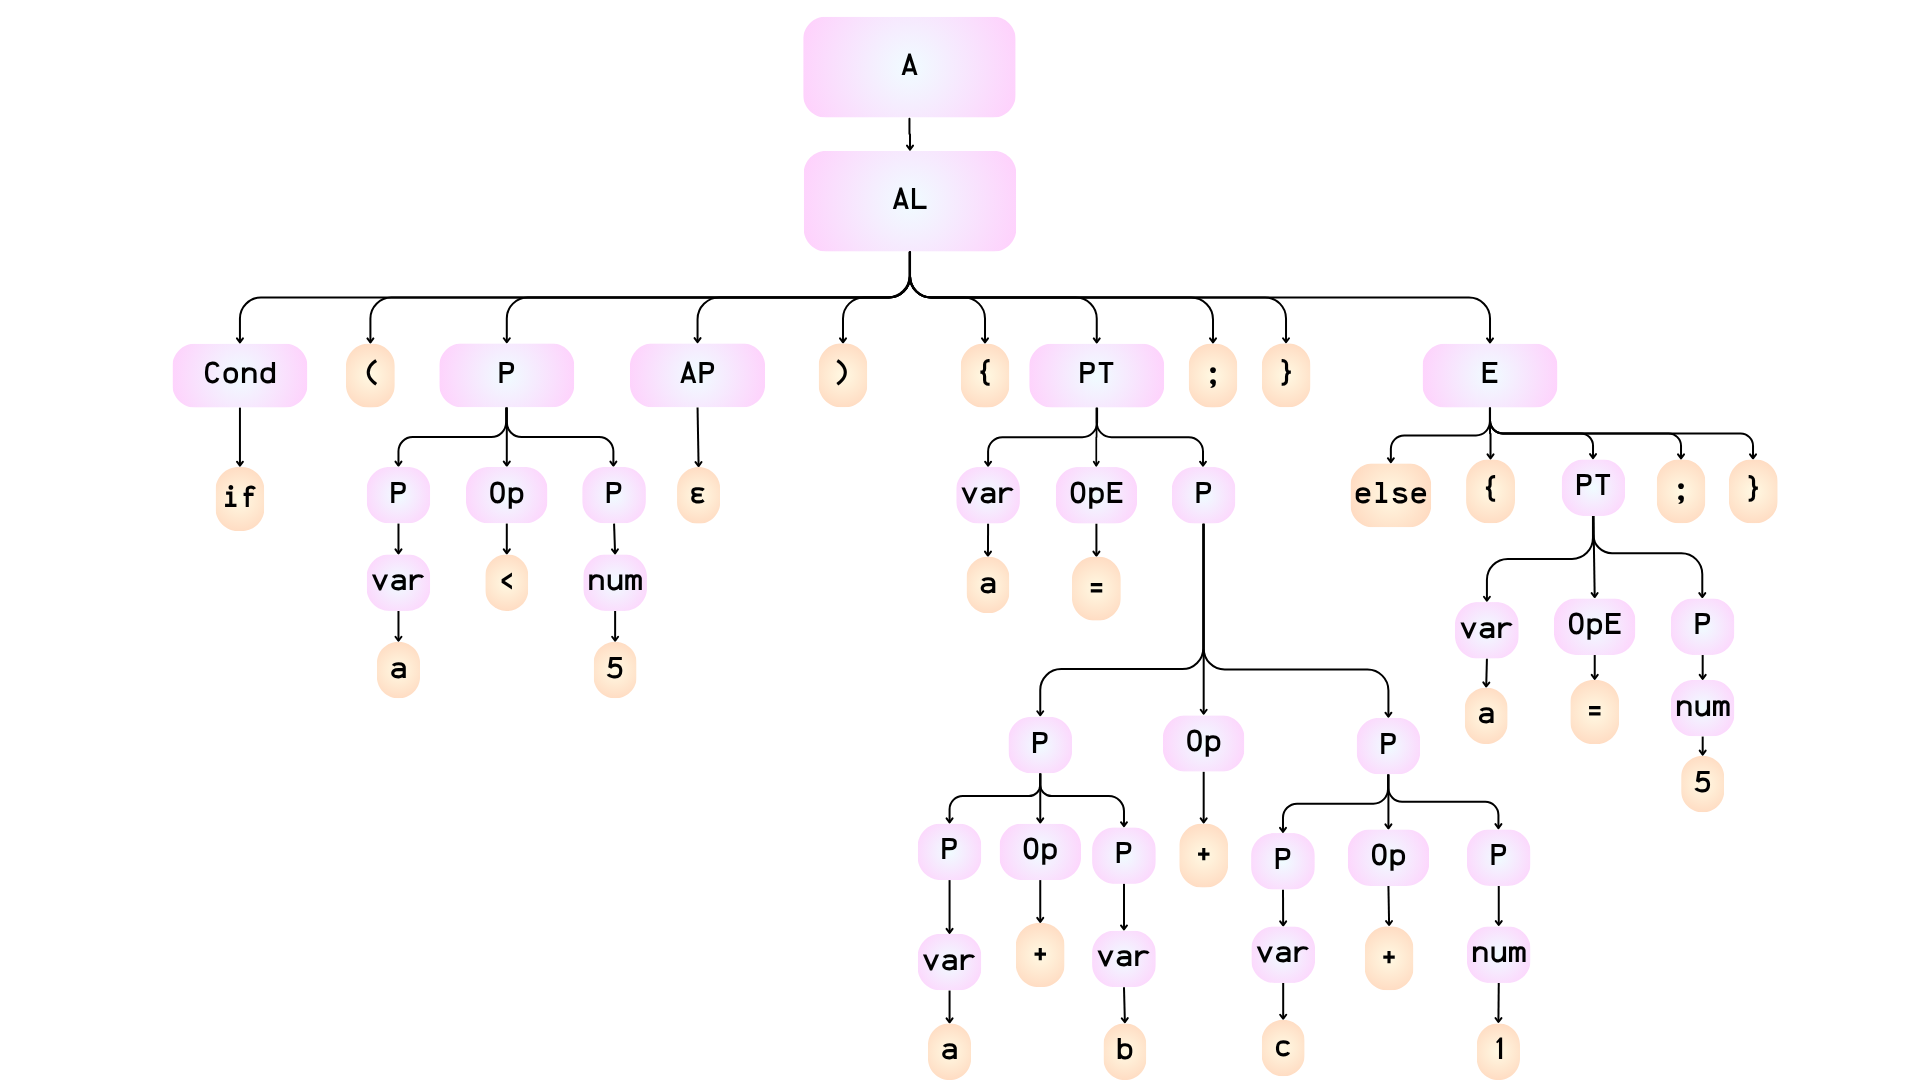 A
AL
Cond ( P AP ) { PT ; } E
if P Op P ε var OpE P else { PT ; }
var < num a = var OpE P
a 5 a = num
P Op P 5
P Op P + P Op P
var + var var + num
a b c 1